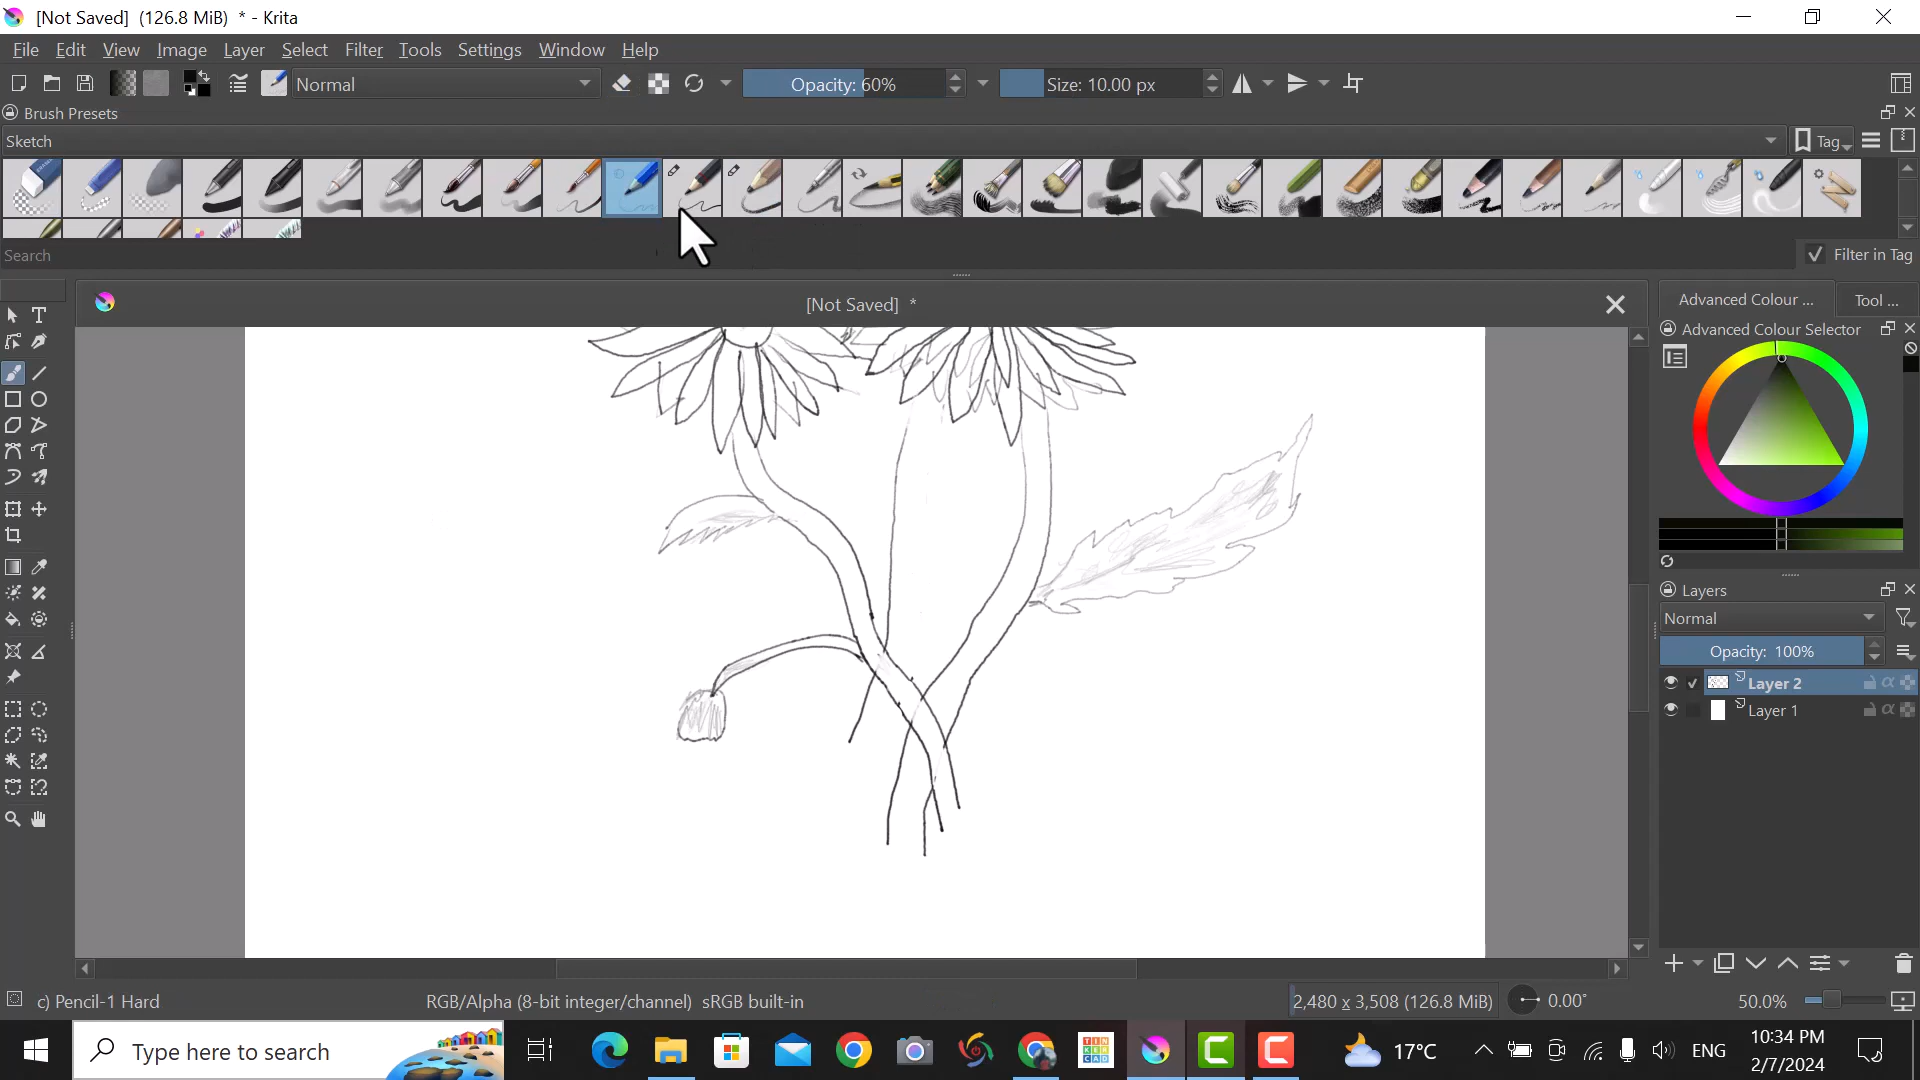 [Not Saved] (126.8 MiB) * - Krita
File Edit View Image Layer Select Filter Tools Settings Window Help
Normal Opacity: 60% Size: 10.00 px
Brush Presets
Sketch Tag
Search Filter in Tag
[Not Saved] *
Advanced Colour ... Tool ...
Advanced Colour Selector
Layers
Normal
Opacity: 100%
Layer 2
Layer 1
c) Pencil-1 Hard RGB/Alpha (8-bit integer/channel) sRGB built-in 2,480 x 3,508 (126.8 MiB) 0.00° 50.0%
Type here to search 17°C ENG 10:34 PM
2/7/2024
TIN
KER
CAD